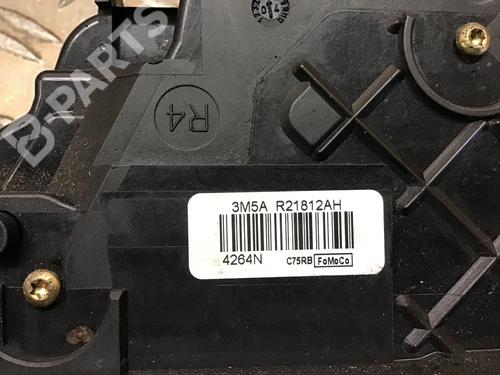 B-PARTS
R4
3M5A R21812AH
4264N C75RB FoMoCo